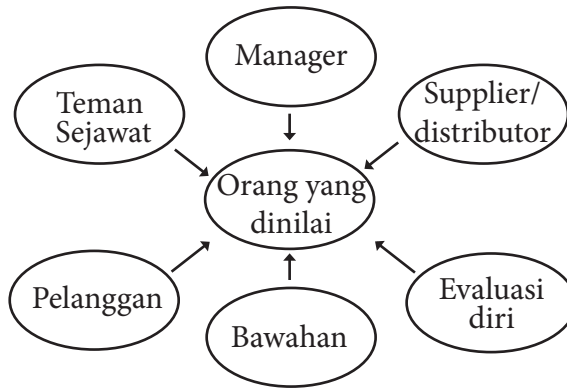 Manager
Teman
Sejawat
Supplier/
distributor
Orang yang
dinilai
Pelanggan
Bawahan
Evaluasi
diri